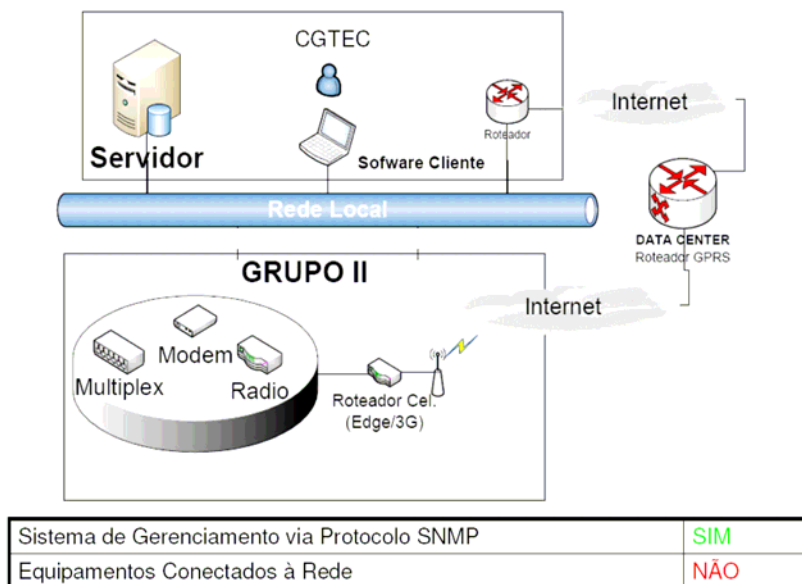 CGTEC
Servidor
Sofware Cliente
Roteador
Internet
Rede Local
DATA CENTER
Roteador GPRS
GRUPO II
Internet
Modem
Multiplex
Radio
Roteador Cel.
(Edge/3G)
Sistema de Gerenciamento via Protocolo SNMP SIM
Equipamentos Conectados à Rede NÃO